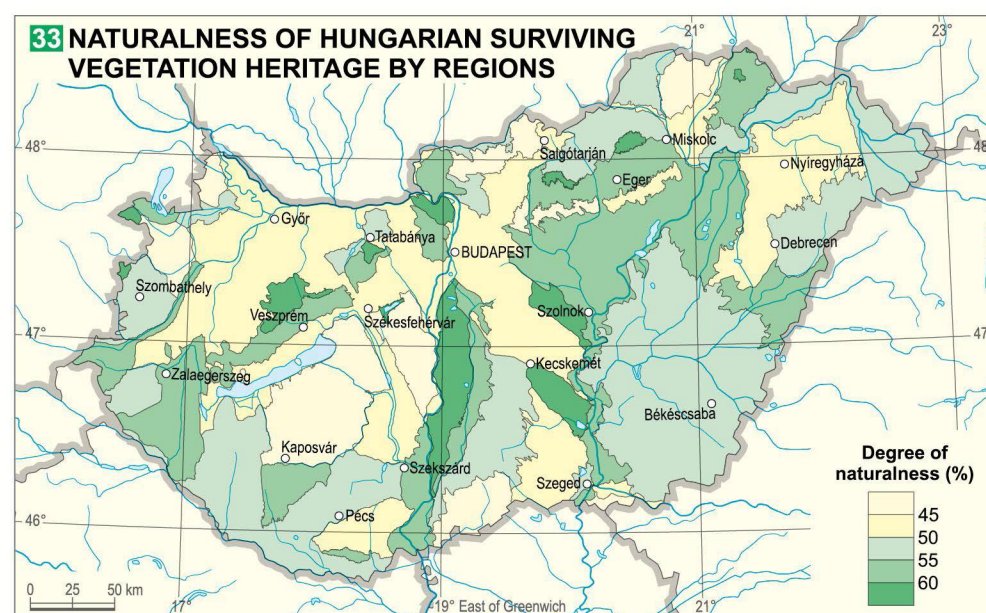 33 NATURALNESS OF HUNGARIAN SURVIVING
VEGETATION HERITAGE BY REGIONS
21°
23°
48°
48
Salgótarján
Miskolc
Nyíregyháza
Eger
Győr
Tatabánya
BUDAPEST
Debrecen
Szombathely
Veszprém
Székesfehérvár
Szolnok
47°
47
Zalaegerszeg
Kecskemét
Békéscsaba
Kaposvár
Szekszárd
Szeged
Pécs
46°
46°
Degree of
naturalness (%)
45
50
55
60
0 25 50 km
17°
19° East of Greenwich
21°